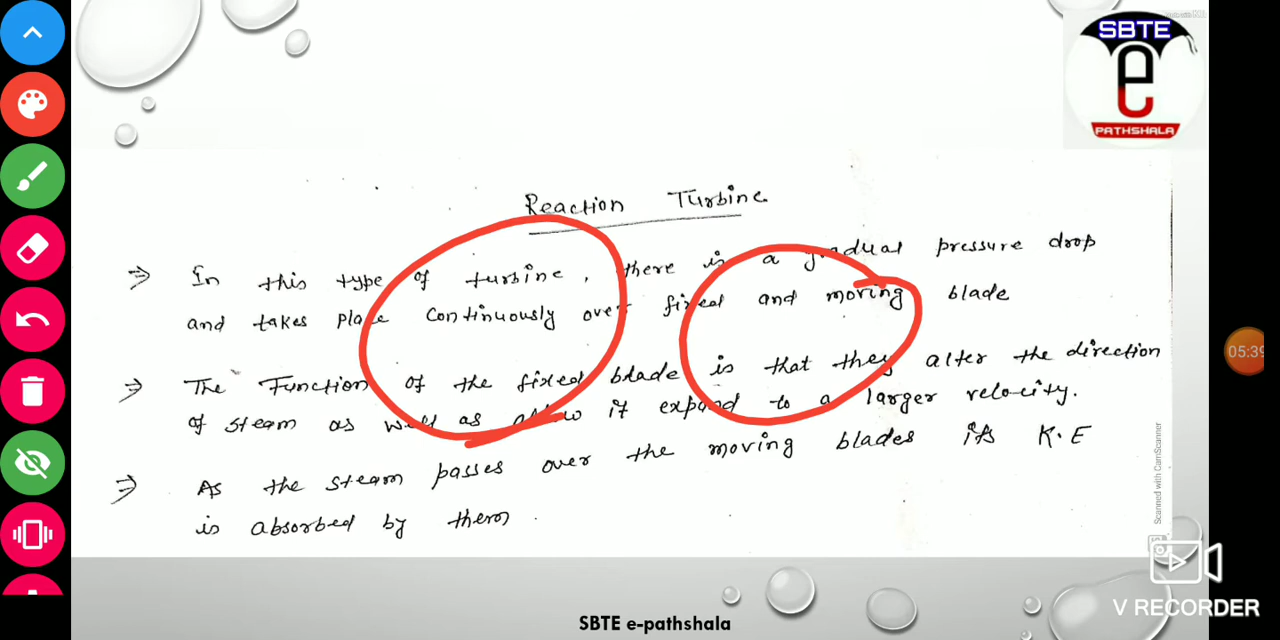 SBTE
e
PATHSHALA
Reaction Turbine
⇒ In this type of turbine, there is a gradual pressure drop
and takes place continuously over fixed and moving blade
⇒ The Function of the fixed blade is that they alter the direction
of steam as well as allow it expand to a larger velocity.
⇒ As the steam passes over the moving blades its K.E
is absorbed by them.
Scanned with CamScanner
05:39
V RECORDER
SBTE e-pathshala